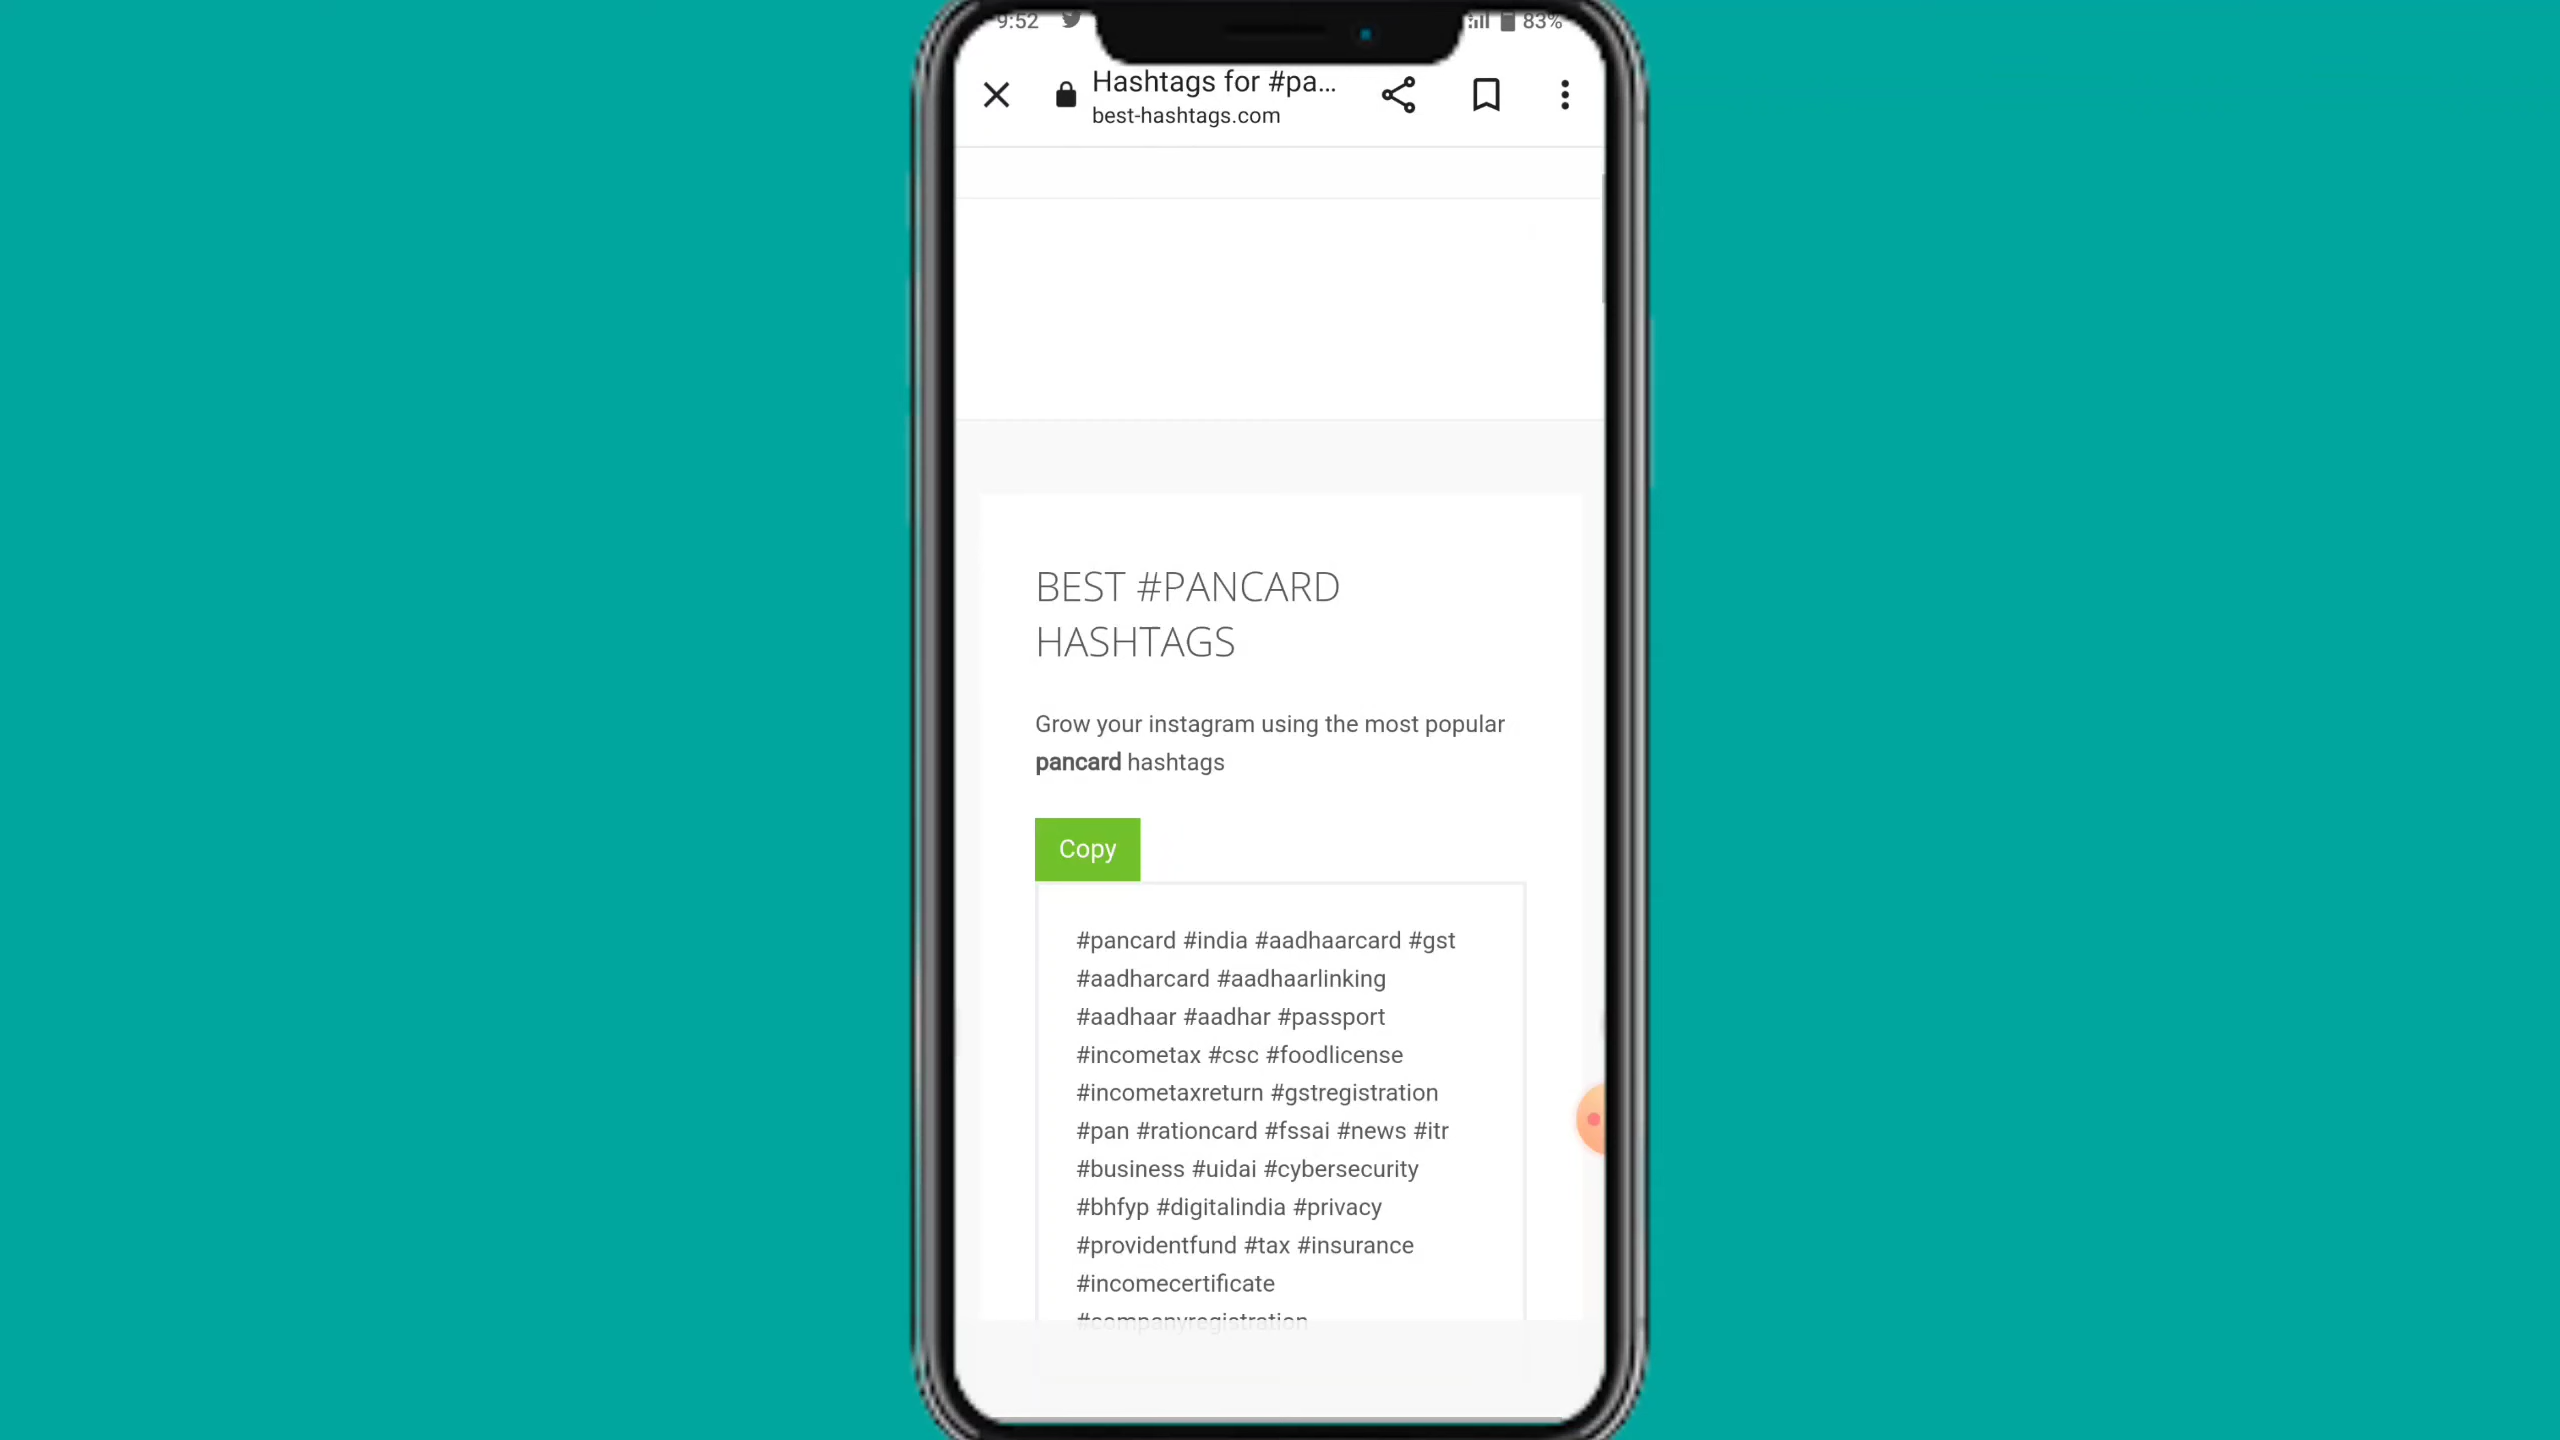 9:52 83%
Hashtags for #pa...
best-hashtags.com
BEST #PANCARD
HASHTAGS
Grow your instagram using the most popular
pancard hashtags
Copy
#pancard #india #aadhaarcard #gst
#aadharcard #aadhaarlinking
#aadhaar #aadhar #passport
#incometax #csc #foodlicense
#incometaxreturn #gstregistration
#pan #rationcard #fssai #news #itr
#business #uidai #cybersecurity
#bhfyp #digitalindia #privacy
#providentfund #tax #insurance
#incomecertificate
#companyregistration